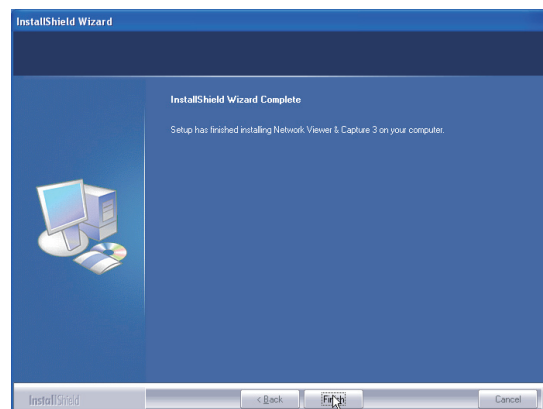 InstallShield Wizard
InstallShield Wizard Complete
Setup has finished installing Network Viewer & Capture 3 on your computer.
InstallShield
< Back
Finish
Cancel